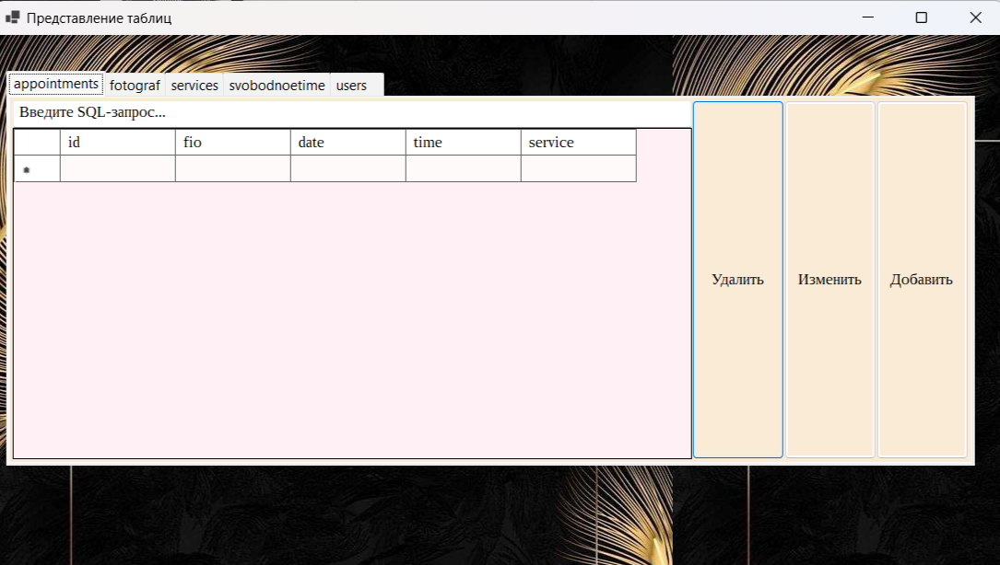 Представление таблиц
appointments fotograf services svobodnoetime users
Введите SQL-запрос...
id fio date time service
Удалить Изменить Добавить